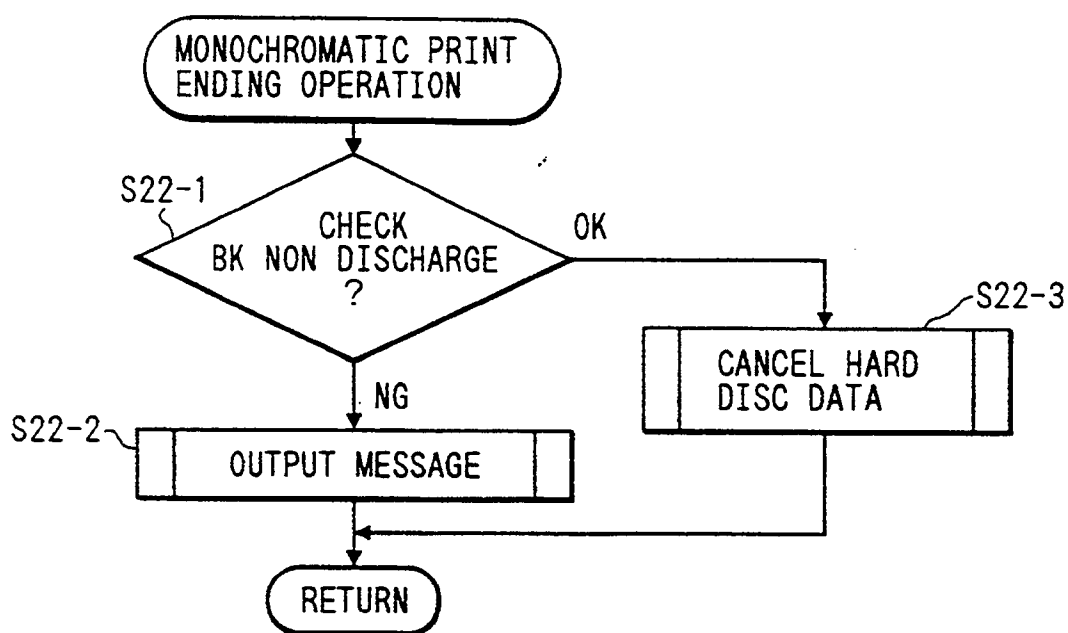 MONOCHROMATIC PRINT
ENDING OPERATION
S22-1
CHECK
BK NON DISCHARGE
?
OK
S22-3
CANCEL HARD
DISC DATA
NG
S22-2
OUTPUT MESSAGE
RETURN